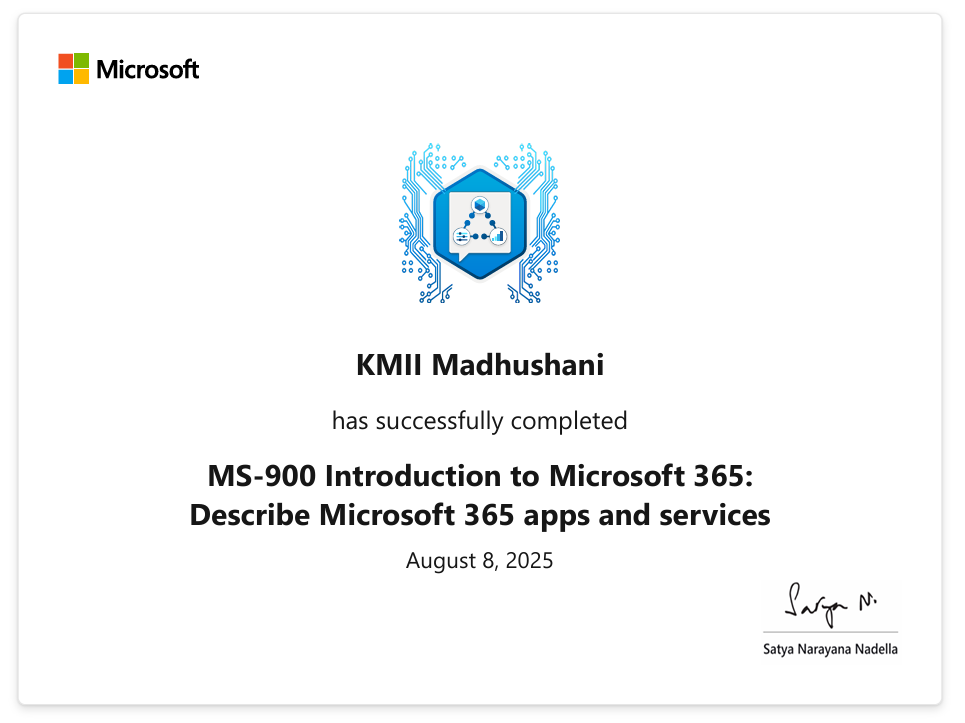 Microsoft
KMII Madhushani
has successfully completed
MS-900 Introduction to Microsoft 365:
Describe Microsoft 365 apps and services
August 8, 2025
Satya N.
Satya Narayana Nadella